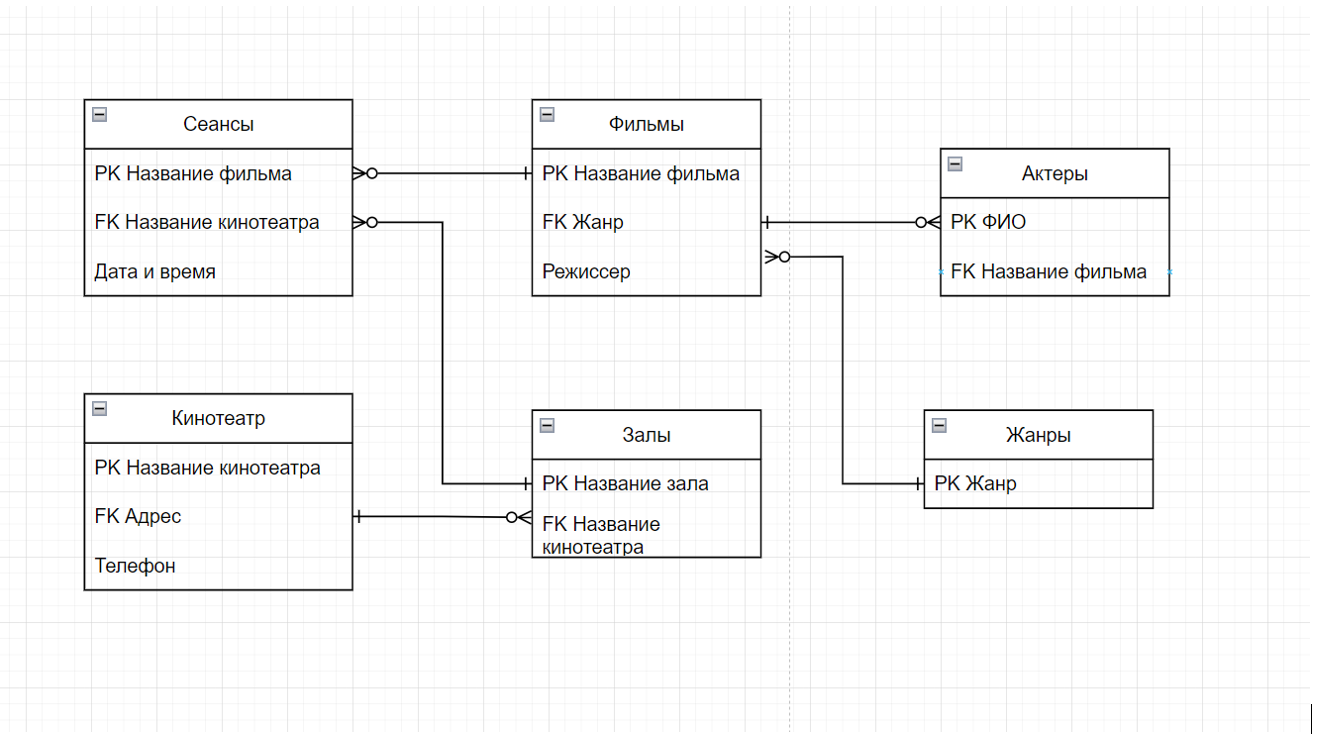 Сеансы
PK Название фильма
FK Название кинотеатра
Дата и время
Фильмы
PK Название фильма
FK Жанр
Режиссер
Актеры
PK ФИО
FK Название фильма
Кинотеатр
PK Название кинотеатра
FK Адрес
Телефон
Залы
PK Название зала
FK Название
кинотеатра
Жанры
PK Жанр